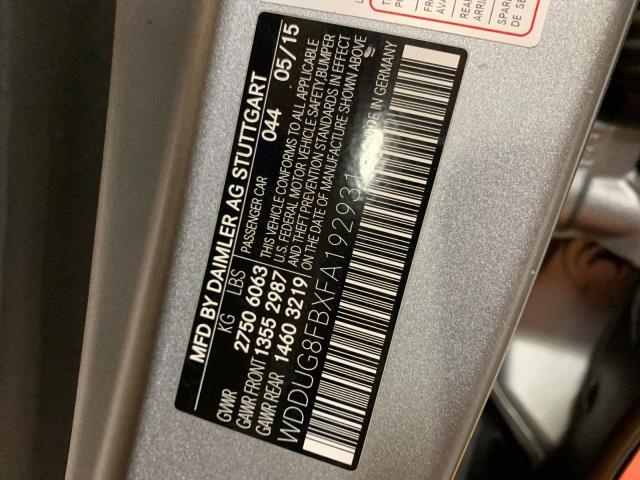 MFD BY DAIMLER AG STUTTGART
KG LBS
GVWR 2750 6063
GAWR FRONT 1355 2987
GAWR REAR 1460 3219
PASSENGER CAR 044 05/15
THIS VEHICLE CONFORMS TO ALL APPLICABLE
U.S. FEDERAL MOTOR VEHICLE SAFETY, BUMPER
AND THEFT PREVENTION STANDARDS IN EFFECT
ON THE DATE OF MANUFACTURE SHOWN ABOVE
WDDUG8FBXFA192931
MADE IN GERMANY